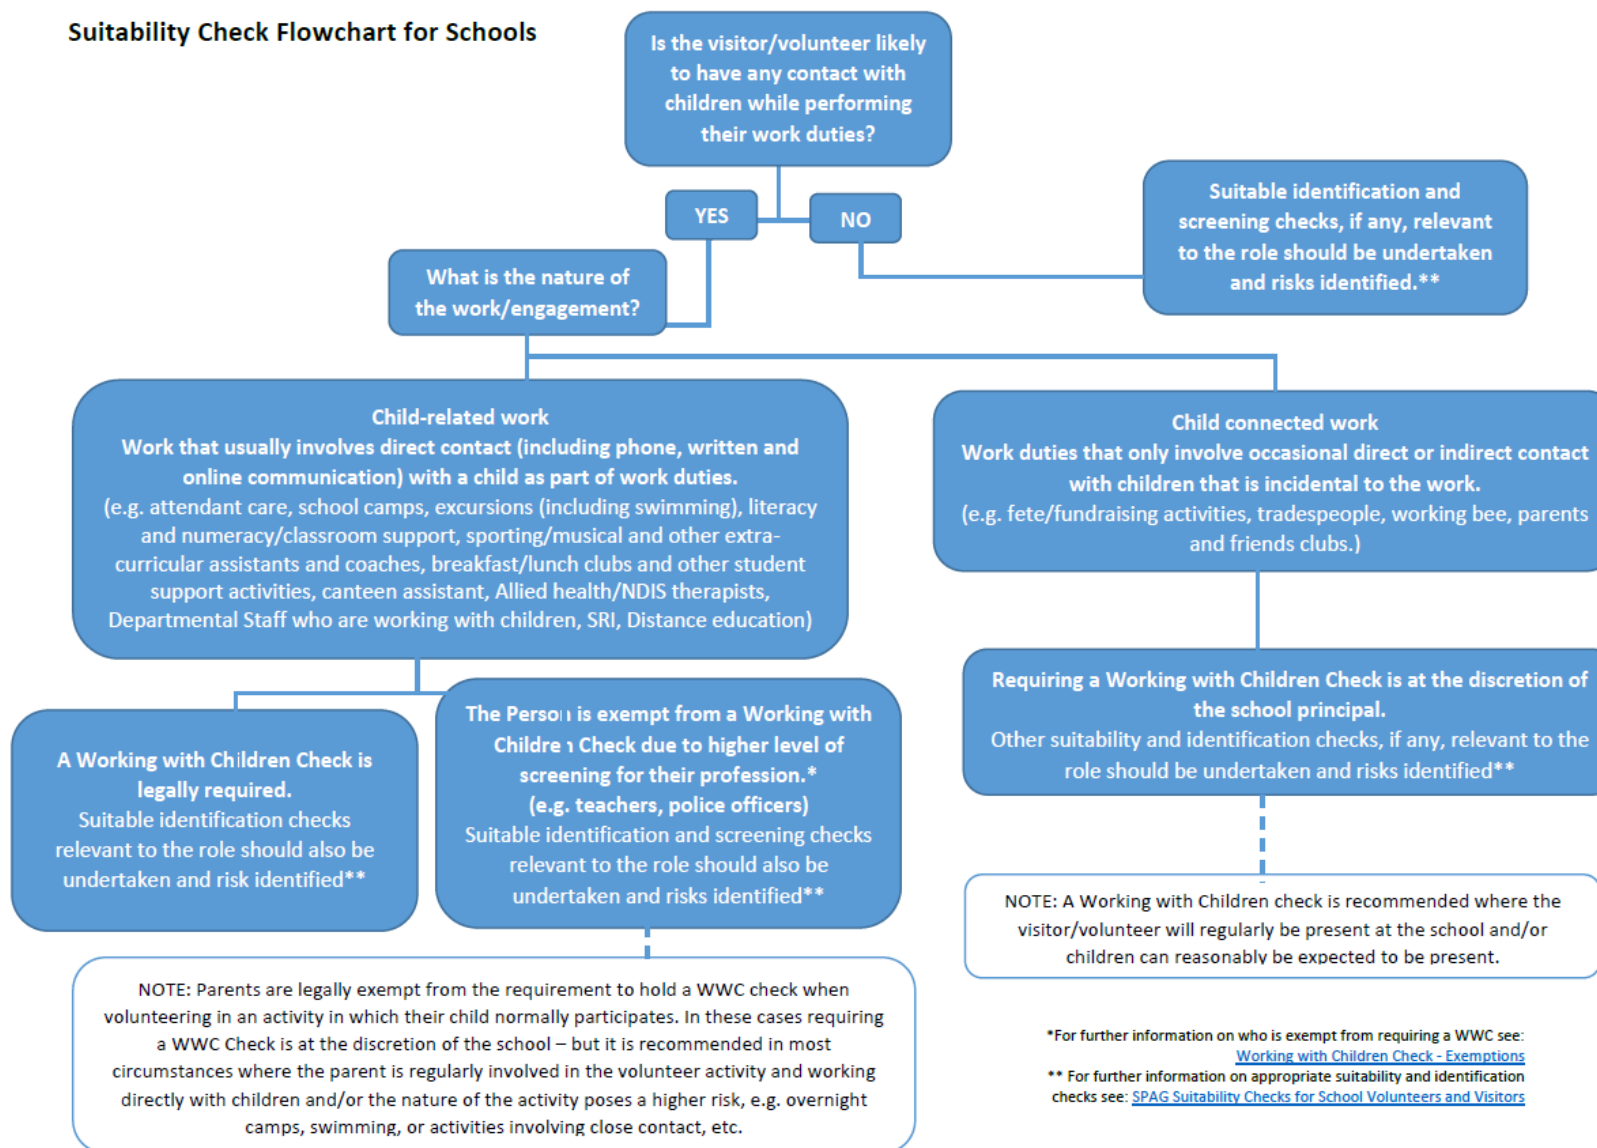 Suitability Check Flowchart for Schools
Is the visitor/volunteer likely
to have any contact with
children while performing
their work duties?
YES
NO
Suitable identification and
screening checks, if any, relevant
to the role should be undertaken
and risks identified.**
What is the nature of
the work/engagement?
Child-related work
Work that usually involves direct contact (including phone, written and
online communication) with a child as part of work duties.
(e.g. attendant care, school camps, excursions (including swimming), literacy
and numeracy/classroom support, sporting/musical and other extra-
curricular assistants and coaches, breakfast/lunch clubs and other student
support activities, canteen assistant, Allied health/NDIS therapists,
Departmental Staff who are working with children, SRI, Distance education)
Child connected work
Work duties that only involve occasional direct or indirect contact
with children that is incidental to the work.
(e.g. fete/fundraising activities, tradespeople, working bee, parents
and friends clubs.)
A Working with Children Check is
legally required.
Suitable identification checks
relevant to the role should also be
undertaken and risk identified**
The Person is exempt from a Working with
Children Check due to higher level of
screening for their profession.*
(e.g. teachers, police officers)
Suitable identification and screening checks
relevant to the role should also be
undertaken and risks identified**
Requiring a Working with Children Check is at the discretion of
the school principal.
Other suitability and identification checks, if any, relevant to the
role should be undertaken and risks identified**
NOTE: A Working with Children check is recommended where the
visitor/volunteer will regularly be present at the school and/or
children can reasonably be expected to be present.
NOTE: Parents are legally exempt from the requirement to hold a WWC check when
volunteering in an activity in which their child normally participates. In these cases requiring
a WWC Check is at the discretion of the school – but it is recommended in most
circumstances where the parent is regularly involved in the volunteer activity and working
directly with children and/or the nature of the activity poses a higher risk, e.g. overnight
camps, swimming, or activities involving close contact, etc.
*For further information on who is exempt from requiring a WWC see:
Working with Children Check - Exemptions
** For further information on appropriate suitability and identification
checks see: SPAG Suitability Checks for School Volunteers and Visitors